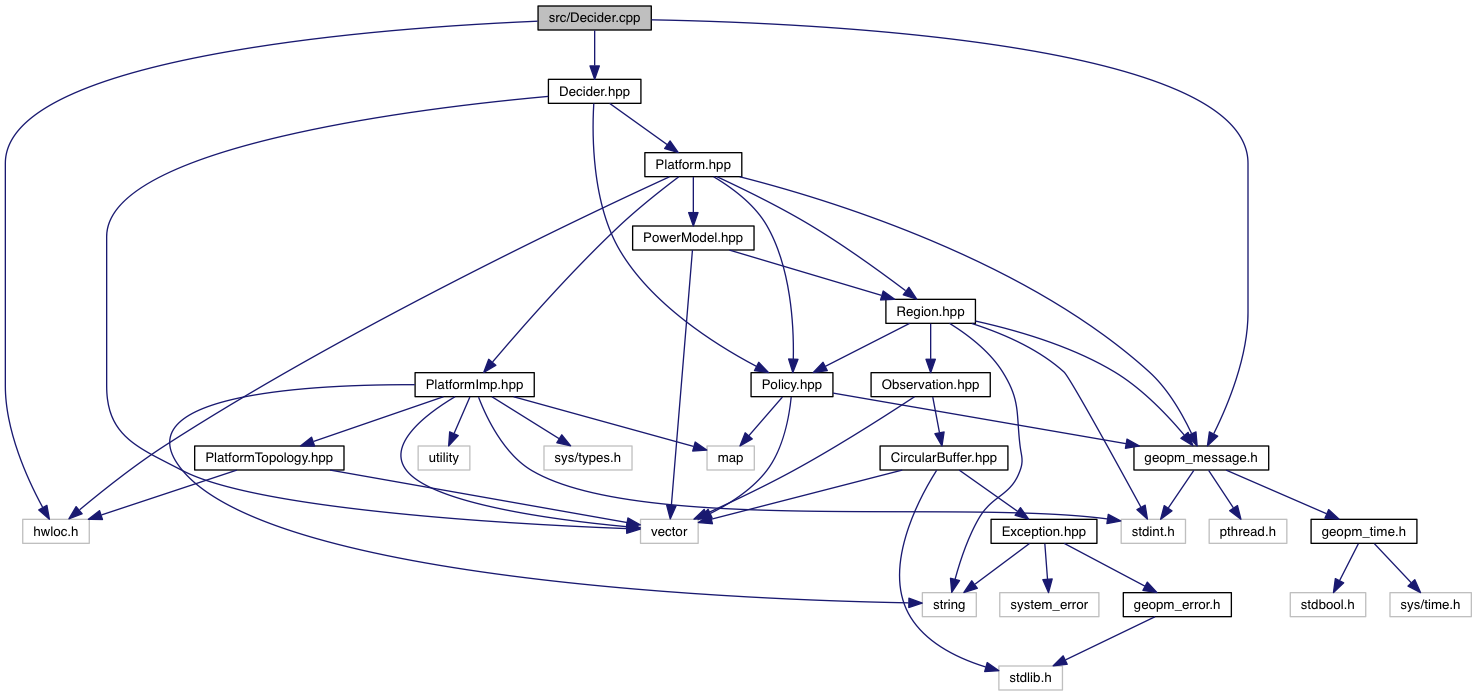 src/Decider.cpp
Decider.hpp
Platform.hpp
PowerModel.hpp
Region.hpp
PlatformImp.hpp
Policy.hpp
Observation.hpp
PlatformTopology.hpp
utility
sys/types.h
map
CircularBuffer.hpp
geopm_message.h
hwloc.h
vector
Exception.hpp
stdint.h
pthread.h
geopm_time.h
string
system_error
geopm_error.h
stdbool.h
sys/time.h
stdlib.h